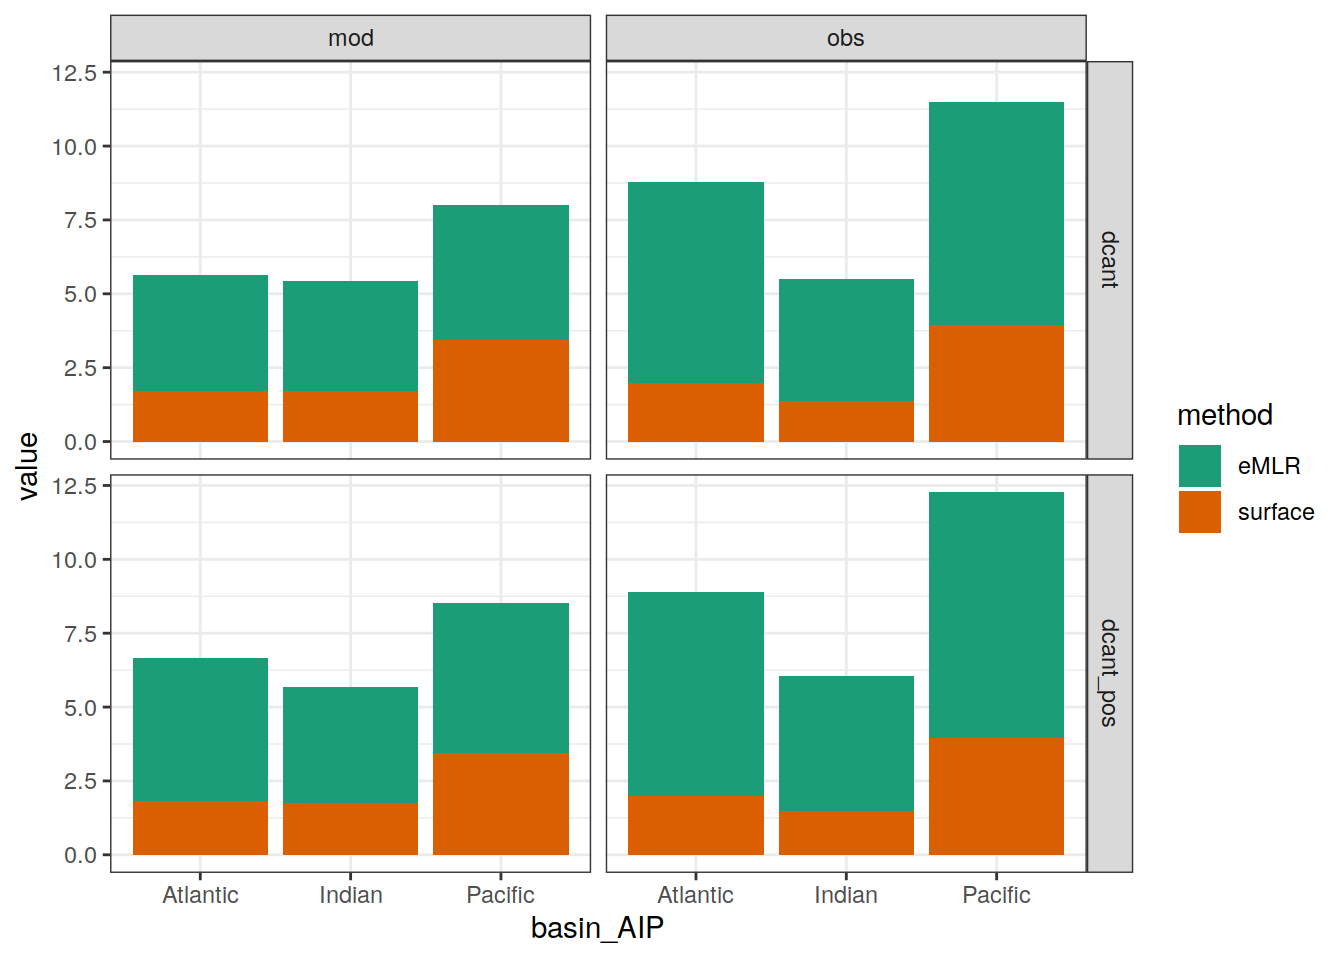 mod
obs
12.5
10.0
7.5
5.0
2.5
0.0
dcant
12.5
10.0
7.5
5.0
2.5
0.0
dcant_pos
value
Atlantic Indian Pacific
Atlantic Indian Pacific
basin_AIP
method
eMLR
surface